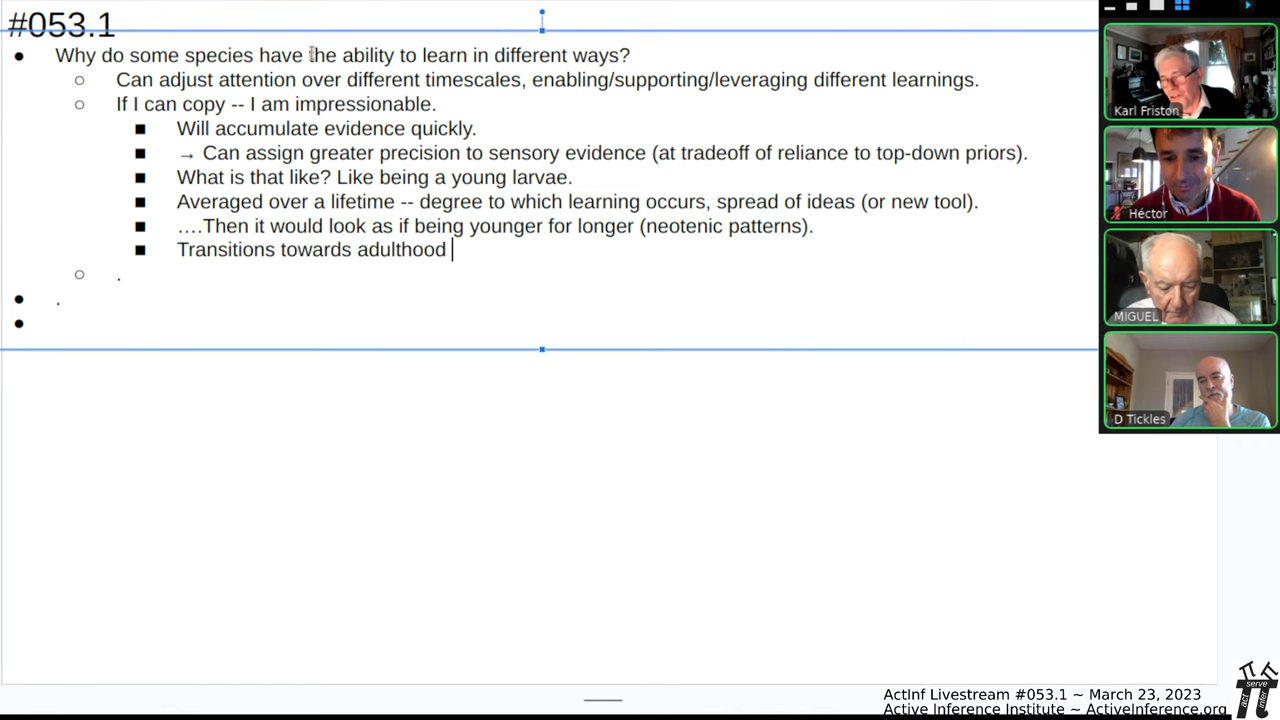 #053.1
● Why do some species have the ability to learn in different ways?
○ Can adjust attention over different timescales, enabling/supporting/leveraging different learnings.
○ If I can copy -- I am impressionable.
■ Will accumulate evidence quickly.
■ → Can assign greater precision to sensory evidence (at tradeoff of reliance to top-down priors).
■ What is that like? Like being a young larvae.
■ Averaged over a lifetime -- degree to which learning occurs, spread of ideas (or new tool).
■ ….Then it would look as if being younger for longer (neotenic patterns).
■ Transitions towards adulthood
○ .
● .
●
Karl Friston
Héctor
MIGUEL
D Tickles
ActInf Livestream #053.1 ~ March 23, 2023
Active Inference Institute ~ ActiveInference.org
act
serve
infer